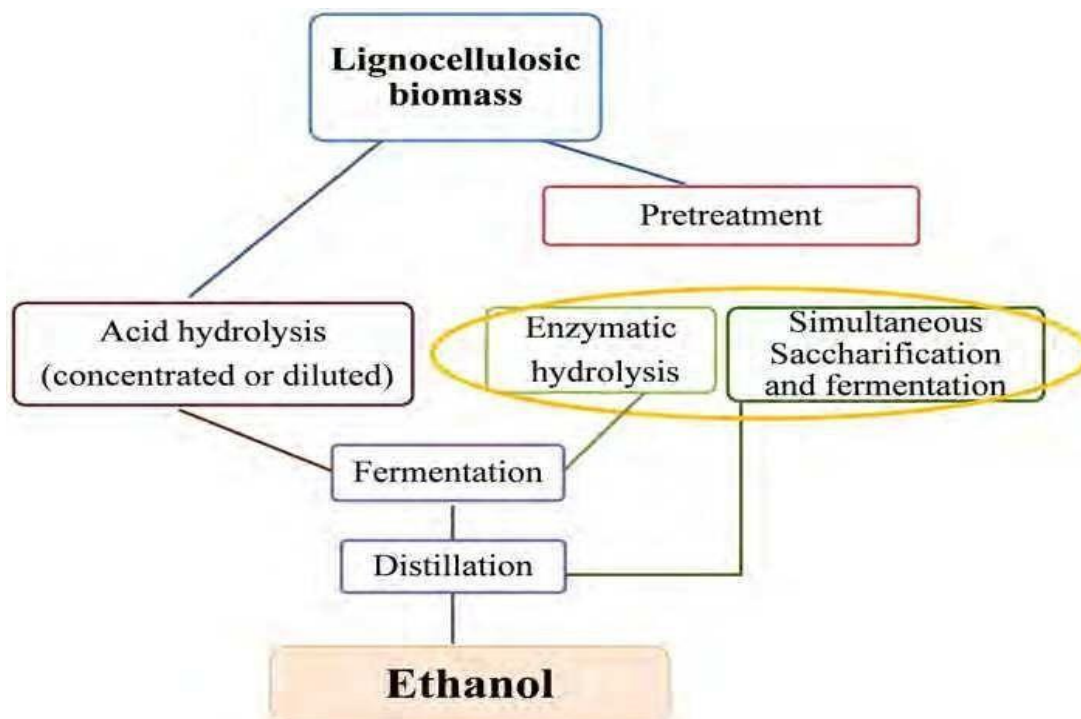 Lignocellulosic
biomass
Pretreatment
Acid hydrolysis
(concentrated or diluted)
Enzymatic
hydrolysis
Simultaneous
Saccharification
and fermentation
Fermentation
Distillation
Ethanol